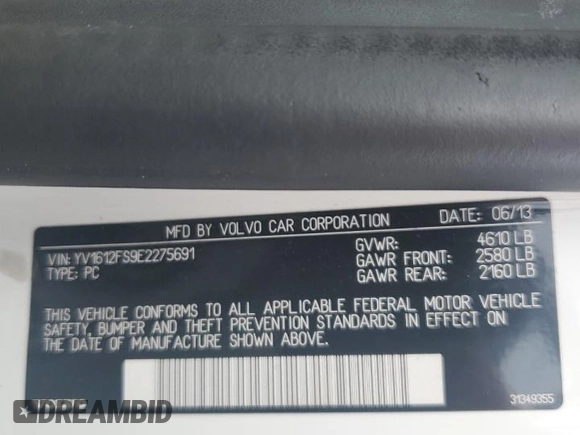 MFD BY VOLVO CAR CORPORATION DATE: 06/13
VIN: YV1612FS9E2275691 GVWR: 4610 LB
TYPE: PC GAWR FRONT: 2580 LB
GAWR REAR: 2160 LB
THIS VEHICLE CONFORMS TO ALL APPLICABLE FEDERAL MOTOR VEHICLE
SAFETY, BUMPER AND THEFT PREVENTION STANDARDS IN EFFECT ON
THE DATE OF MANUFACTURE SHOWN ABOVE.
31349355
DREAMBID